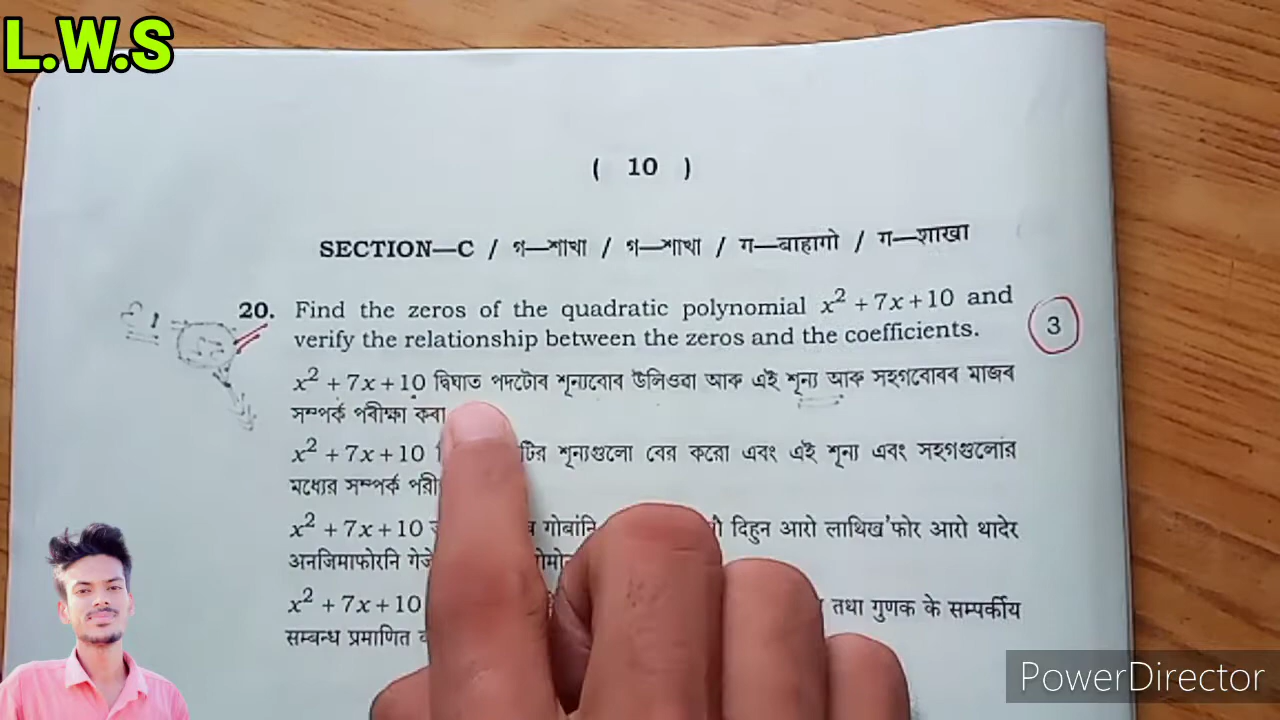 L.W.S
( 10 )
SECTION—C / গ—শাখা / গ—শাখা / ग—बाहागो / ग—शाखा
20. Find the zeros of the quadratic polynomial x² + 7x + 10 and
verify the relationship between the zeros and the coefficients.
3
x² + 7x + 10 দ্বিঘাত পদটোৰ শূন্যবোৰ উলিওৱা আৰু এই শূন্য আৰু সহগবোৰৰ মাজৰ
সম্পৰ্ক পৰীক্ষা কৰা
x² + 7x + 10 টির শূন্যগুলো বের করো এবং এই শূন্য এবং সহগগুলোর
মধ্যের সম্পর্ক
x² + 7x + 10 गोबांनि दिहुन आरो लाथिख'फोर आरो थादेर
अनजिमाफोरनि
x² + 7x + 10 तथा गुणक के सम्पर्कीय
सम्बन्ध प्रमाणित
PowerDirector